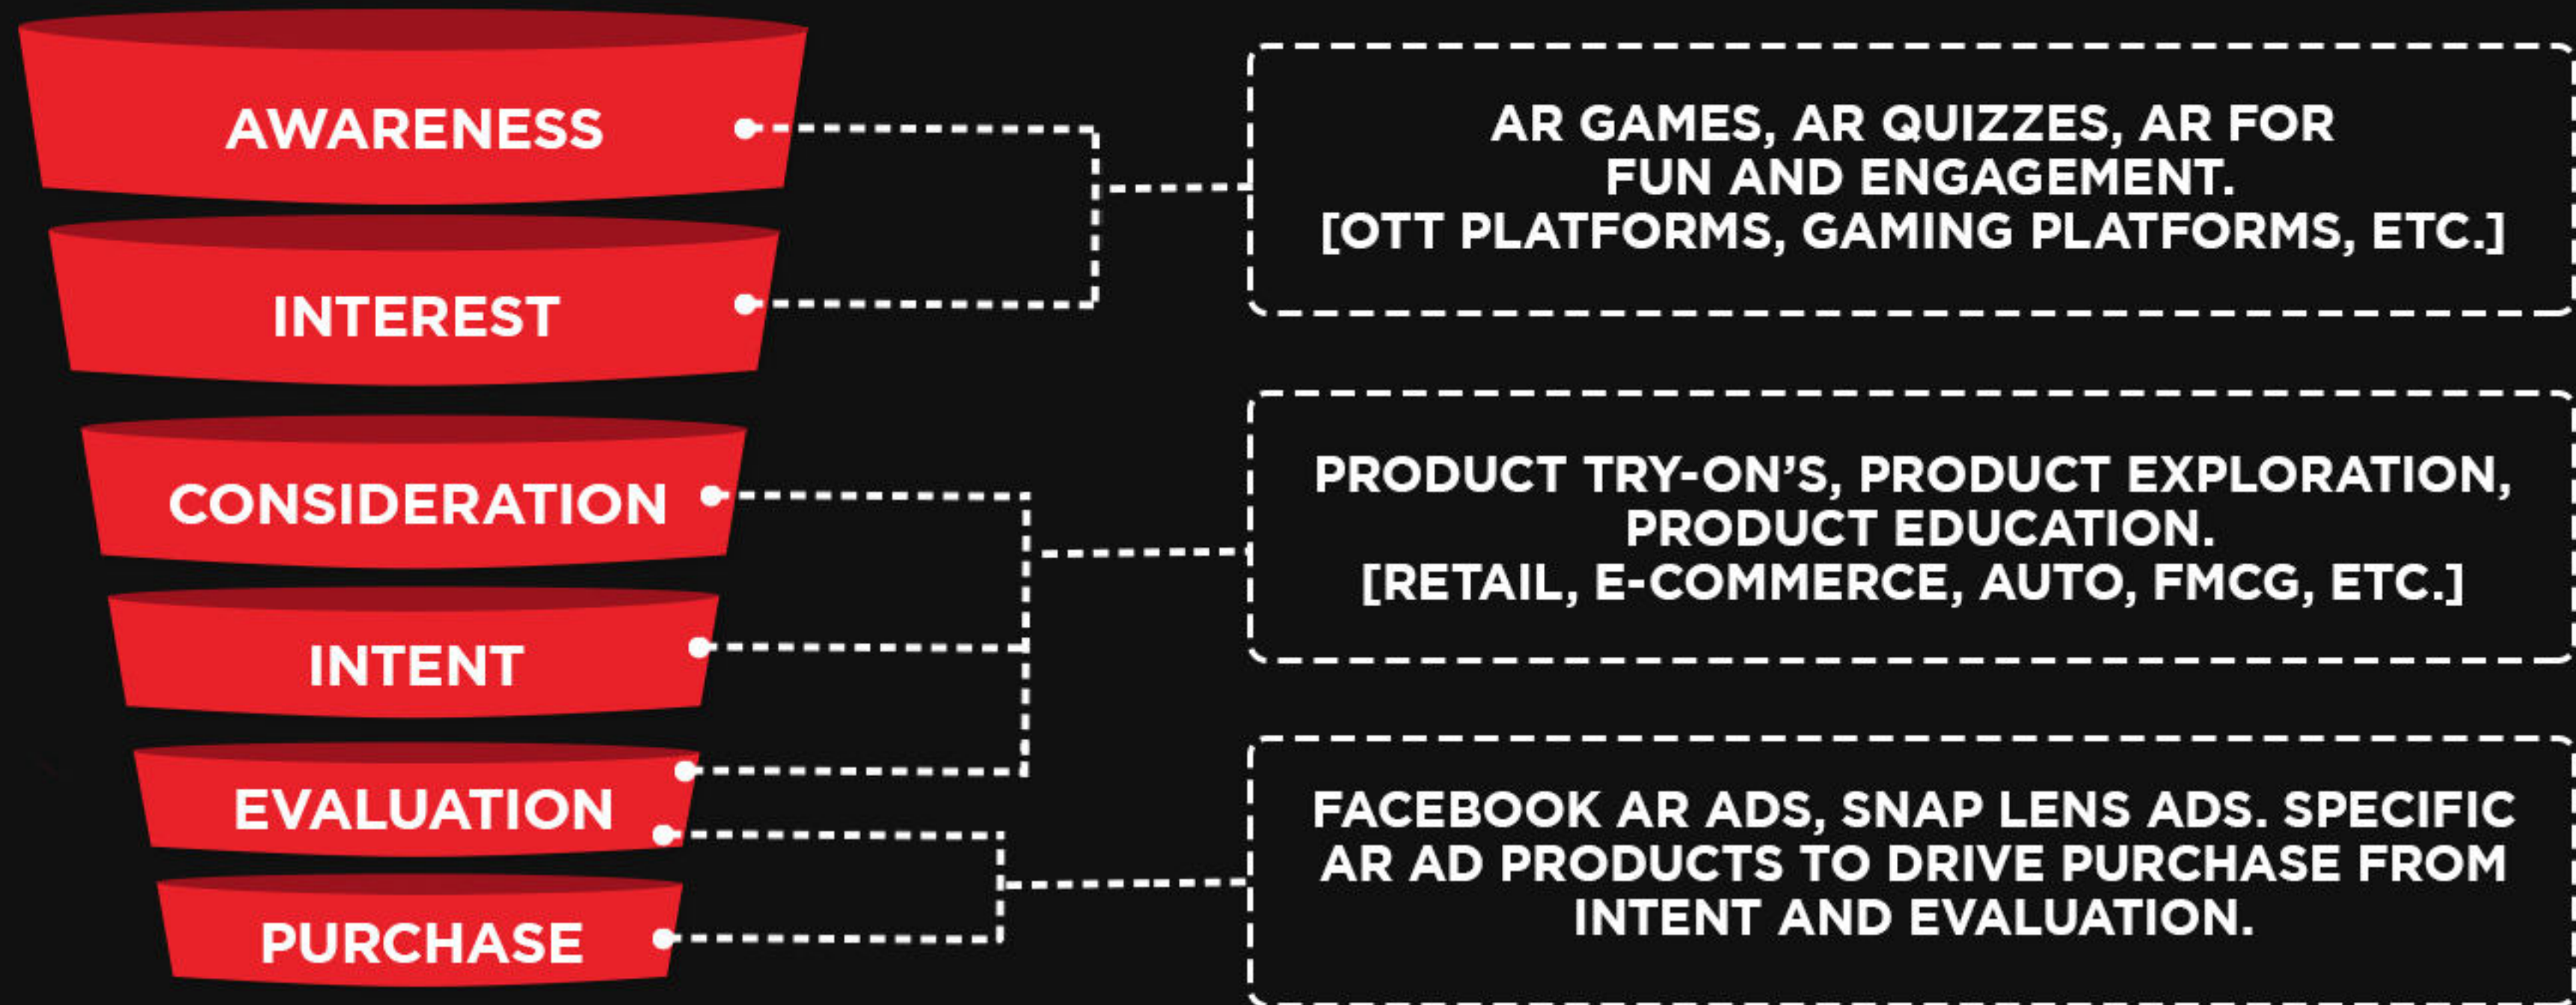 AWARENESS
INTEREST
CONSIDERATION
INTENT
EVALUATION
PURCHASE
AR GAMES, AR QUIZZES, AR FOR
FUN AND ENGAGEMENT.
[OTT PLATFORMS, GAMING PLATFORMS, ETC.]
PRODUCT TRY-ON’S, PRODUCT EXPLORATION,
PRODUCT EDUCATION.
[RETAIL, E-COMMERCE, AUTO, FMCG, ETC.]
FACEBOOK AR ADS, SNAP LENS ADS. SPECIFIC
AR AD PRODUCTS TO DRIVE PURCHASE FROM
INTENT AND EVALUATION.